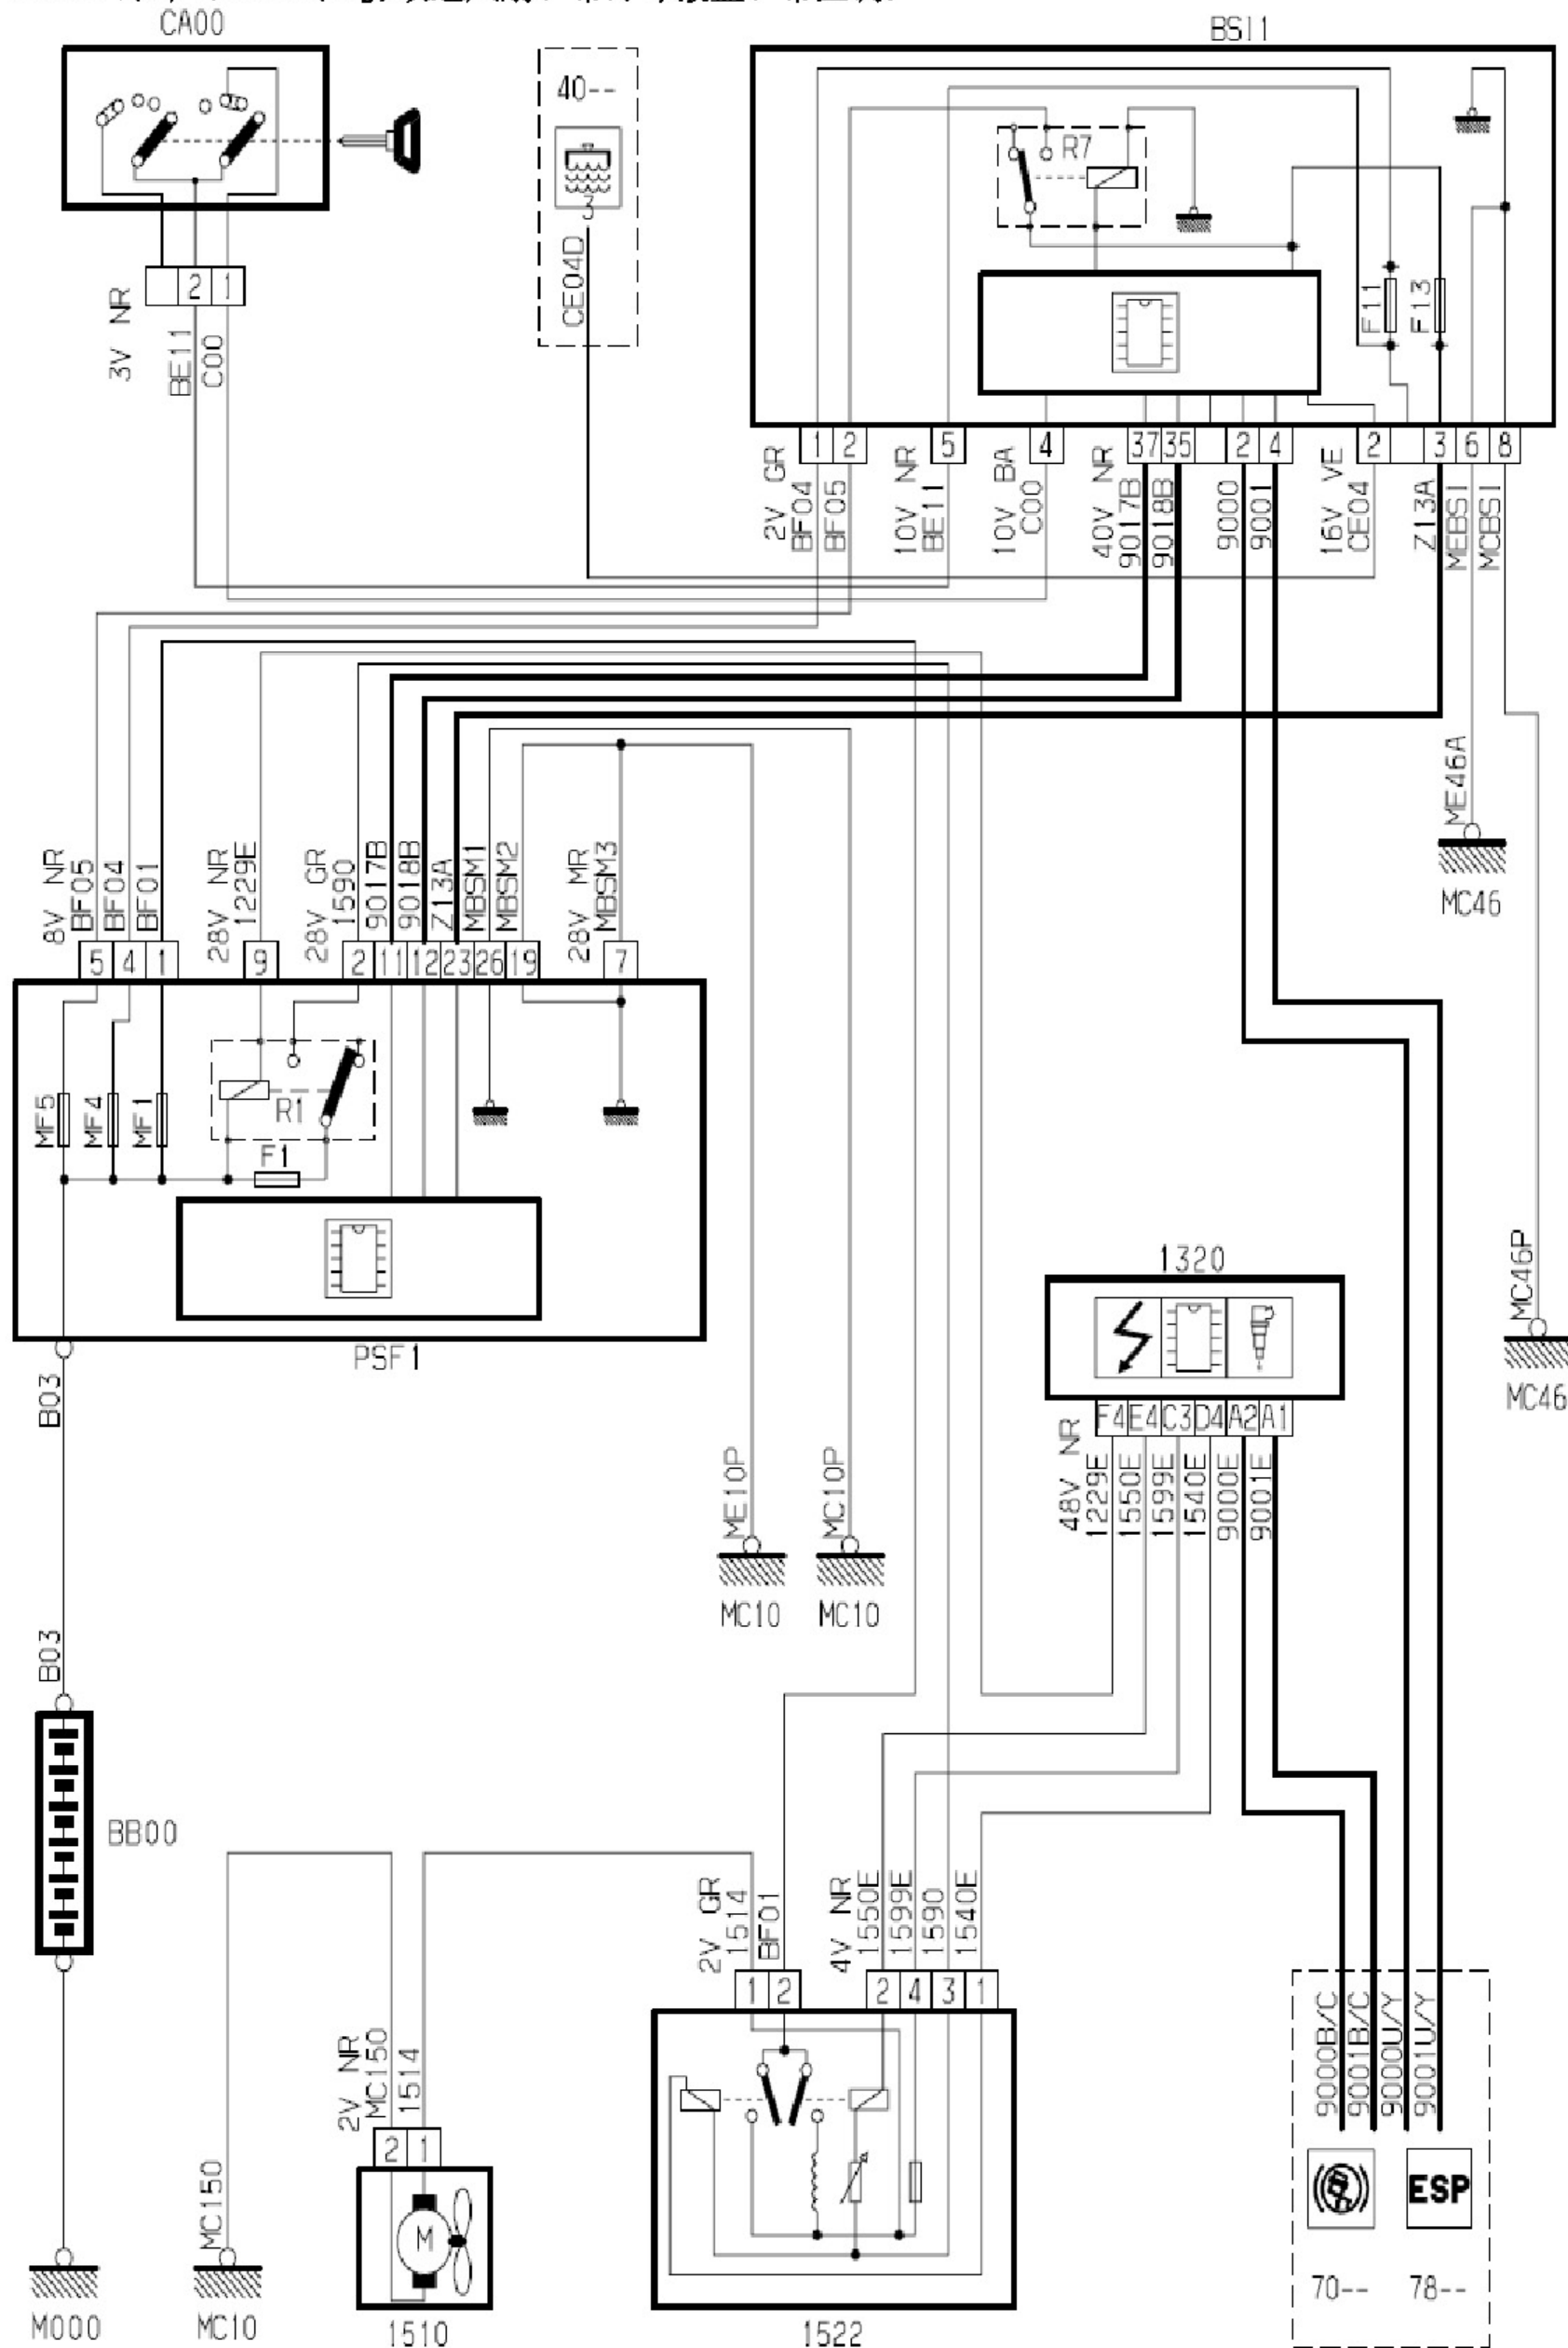 CA00
BSI1
40--
R7
3
CE04D
F11
F13
2
1
3V NR
BE11
C00
1
2
5
4
37
35
2
4
2
3
6
8
2V GR
BF04
BF05
10V NR
BE11
10V BA
C00
40V NR
9017B
9018B
9000
9001
16V VE
CE04
Z13A
MEBSI
MCBSI
ME46A
MC46
8V NR
BF05
BF04
BF01
28V NR
1229E
28V GR
1590
9017B
9018B
Z13A
MBSM1
MBSM2
28V MR
MBSM3
5
4
1
9
2
11
12
23
26
19
7
MF5
MF4
MF1
R1
F1
PSF1
B03
1320
MC46P
MC46
F4
E4
C3
D4
A2
A1
48V NR
1229E
1550E
1599E
1540E
9000E
9001E
ME10P
MC10P
MC10
MC10
B03
BB00
2V GR
1514
BF01
4V NR
1550E
1599E
1590
1540E
1
2
2
4
3
1
2V NR
MC150
1514
2
1
MC150
M
9000B/C
9001B/C
9000U/Y
9001U/Y
ESP
70--
78--
M000
MC10
1510
1522